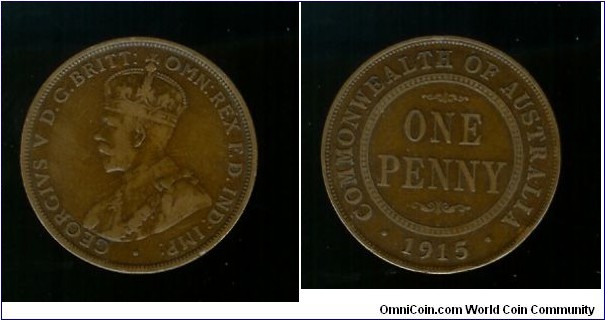 GEORGIVS V D.G.BRITT: OMN: REX F.D. IND: IMP:
COMMONWEALTH OF AUSTRALIA
ONE
PENNY
· 1915 ·
OmniCoin.com World Coin Community